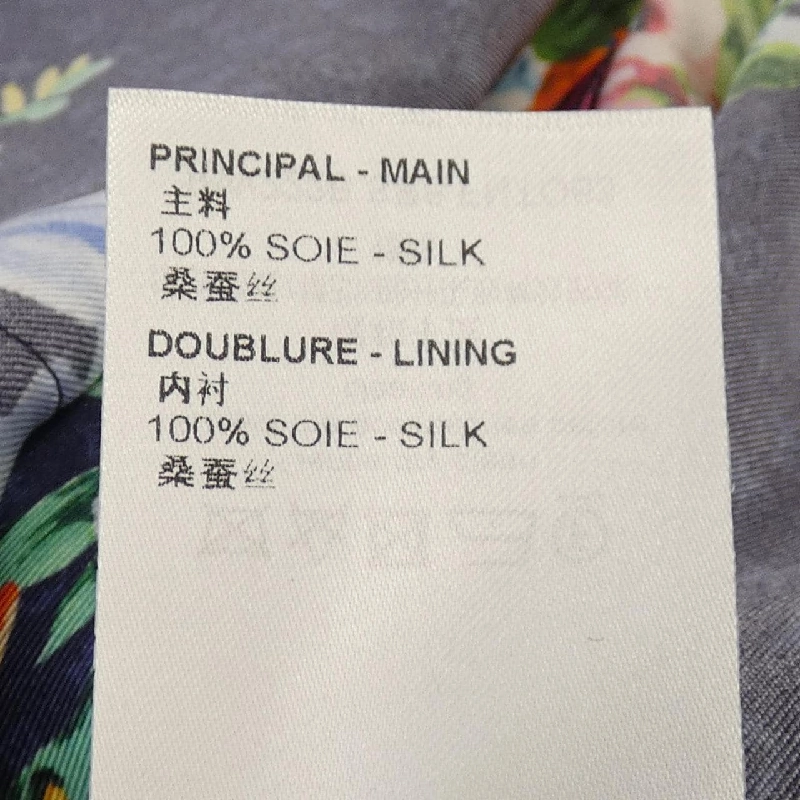 PRINCIPAL - MAIN
主料
100% SOIE - SILK
桑蚕丝
DOUBLURE - LINING
内衬
100% SOIE - SILK
桑蚕丝